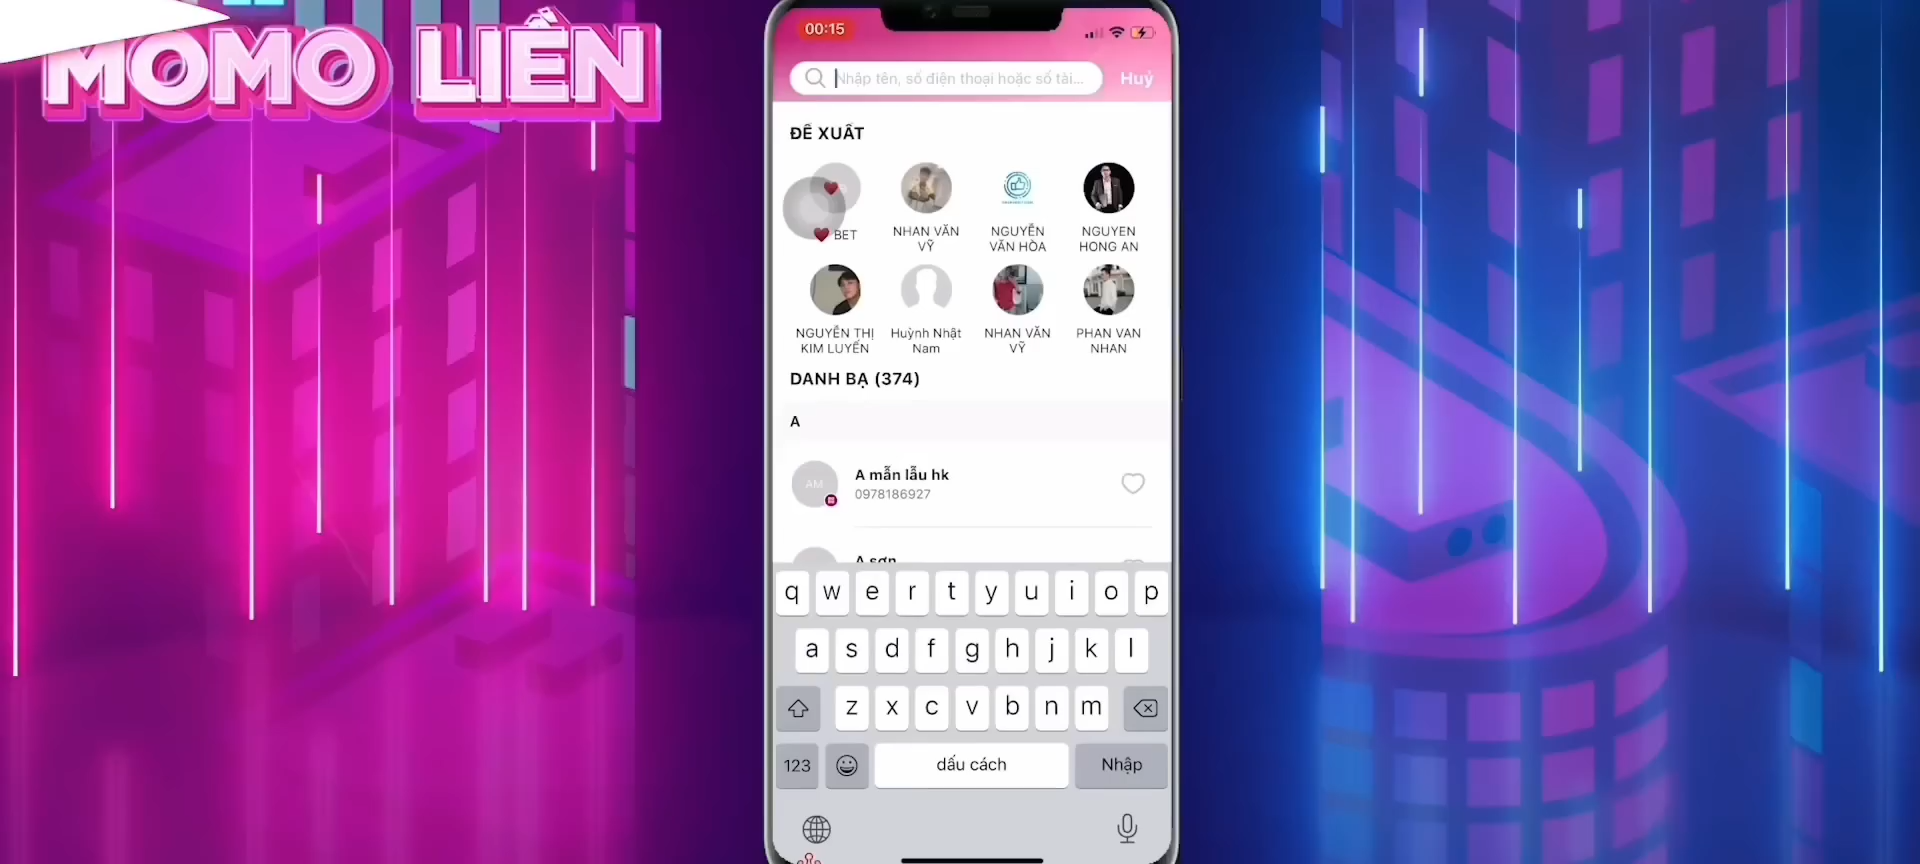 MOMO LIỀN
00:15
Nhập tên, số điện thoại hoặc số tài...
Huỷ
ĐỀ XUẤT
BET
NHAN VĂN VỸ
NGUYỄN VĂN HÒA
NGUYEN HONG AN
NGUYỄN THỊ KIM LUYẾN
Huỳnh Nhật Nam
NHAN VĂN VỸ
PHAN VAN NHAN
DANH BẠ (374)
A
AM
A mẫn lẩu hk
0978186927
A sơn
q w e r t y u i o p
a s d f g h j k l
z x c v b n m
123
dấu cách
Nhập